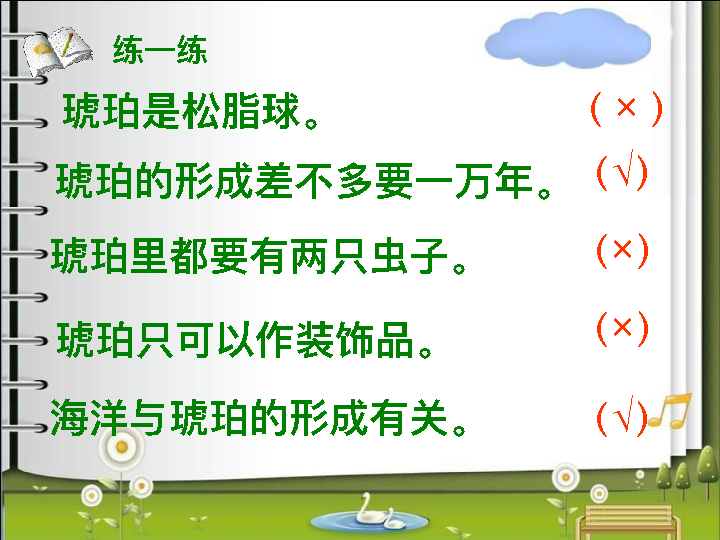 练一练
琥珀是松脂球。 ( × )
琥珀的形成差不多要一万年。 (√)
琥珀里都要有两只虫子。 (×)
琥珀只可以作装饰品。 (×)
海洋与琥珀的形成有关。 (√)